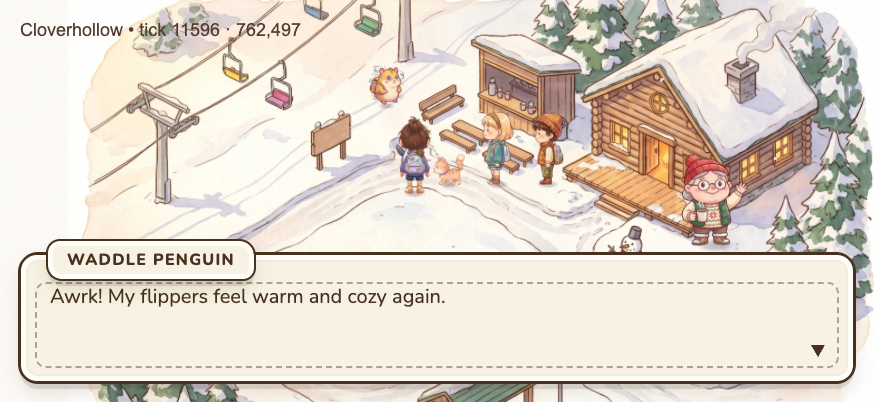 Cloverhollow • tick 11596 · 762,497
WADDLE PENGUIN
Awrk! My flippers feel warm and cozy again.